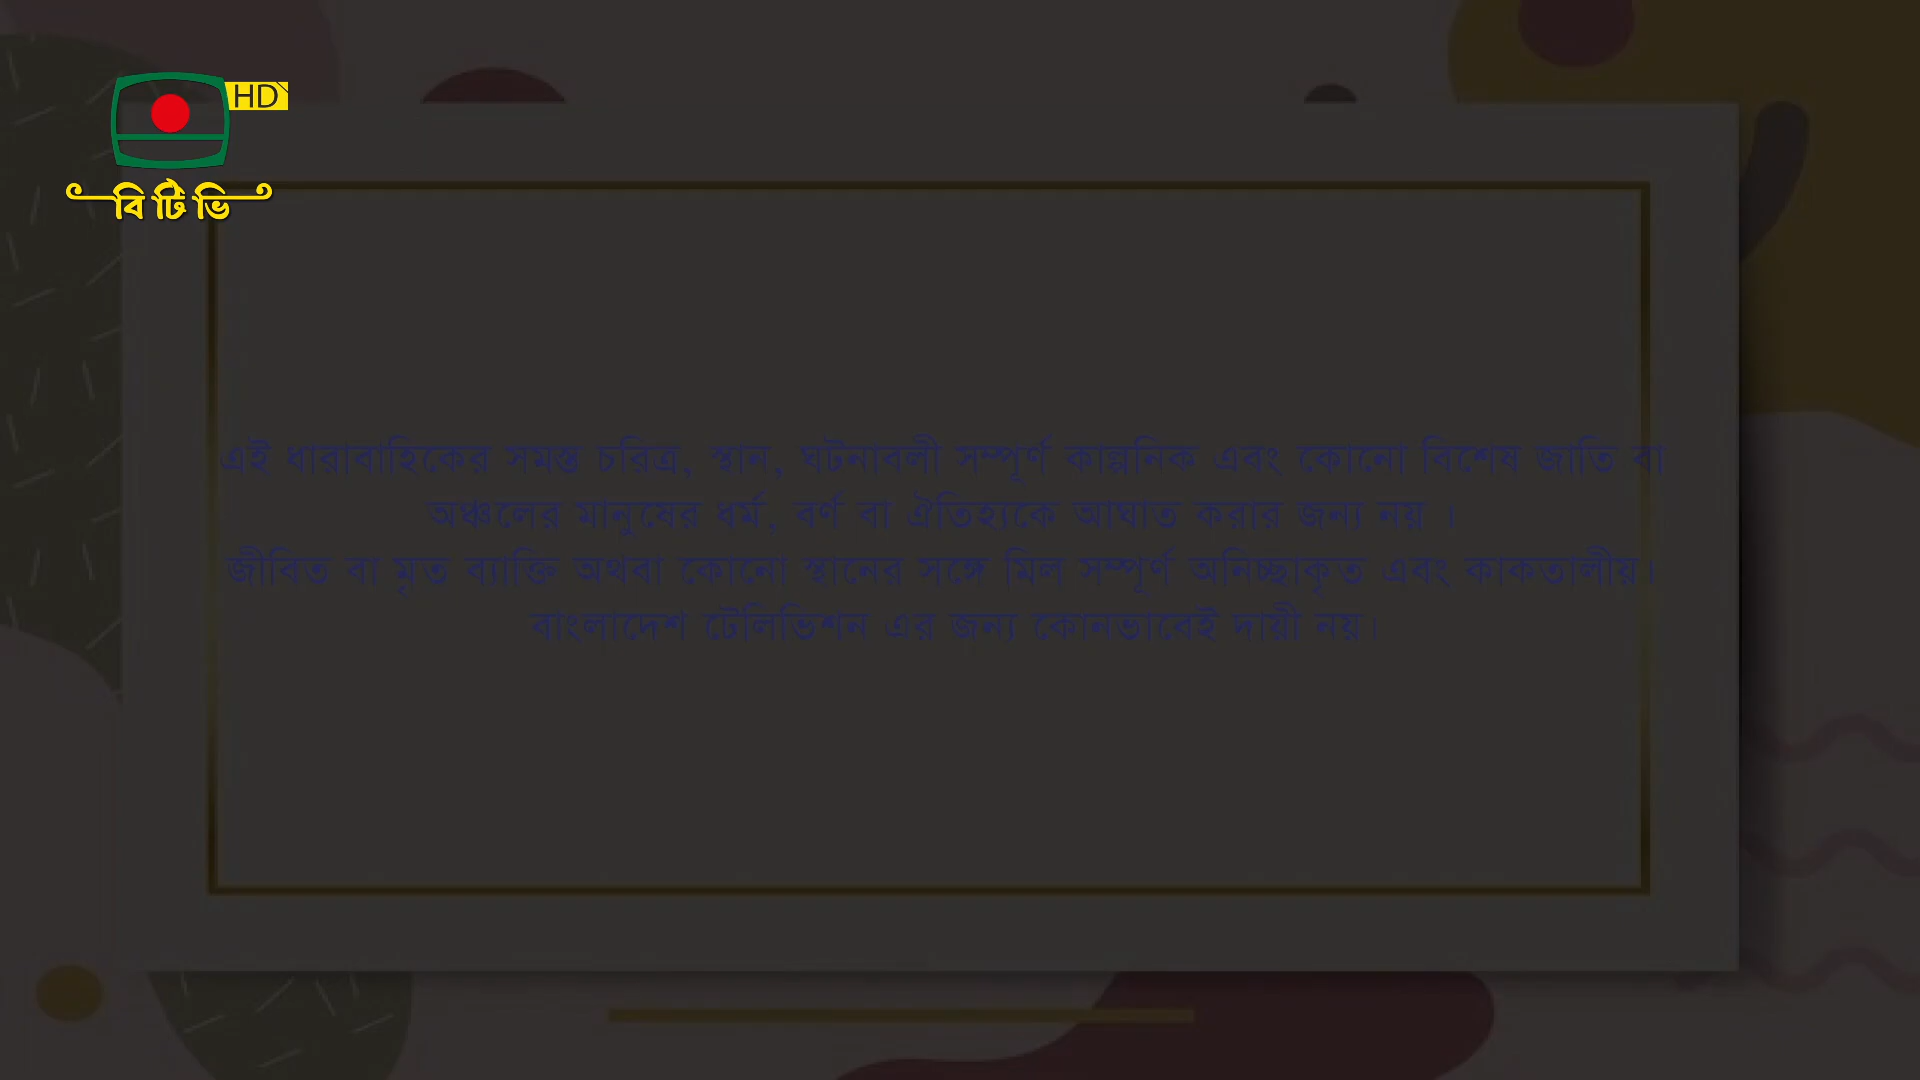 HD
বিটিভি
এই ধারাবাহিকের সমস্ত চরিত্র, স্থান, ঘটনাবলী সম্পূর্ণ কাল্পনিক এবং কোনো বিশেষ জাতি বা
অঞ্চলের মানুষের ধর্ম, বর্ণ বা ঐতিহ্যকে আঘাত করার জন্য নয় ।
জীবিত বা মৃত ব্যাক্তি অথবা কোনো স্থানের সঙ্গে মিল সম্পূর্ণ অনিচ্ছাকৃত এবং কাকতালীয়।
বাংলাদেশ টেলিভিশন এর জন্য কোনভাবেই দায়ী নয়।